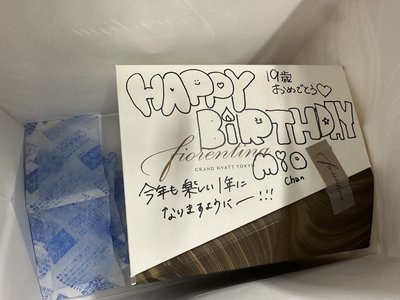 HAPPY
19歳
おめでとう♡
BIRTHDAY
fiorentina
GRAND HYATT TOKYO
mio
chan
fiorentina
今年も楽しい1年に
なりますようにー!!!